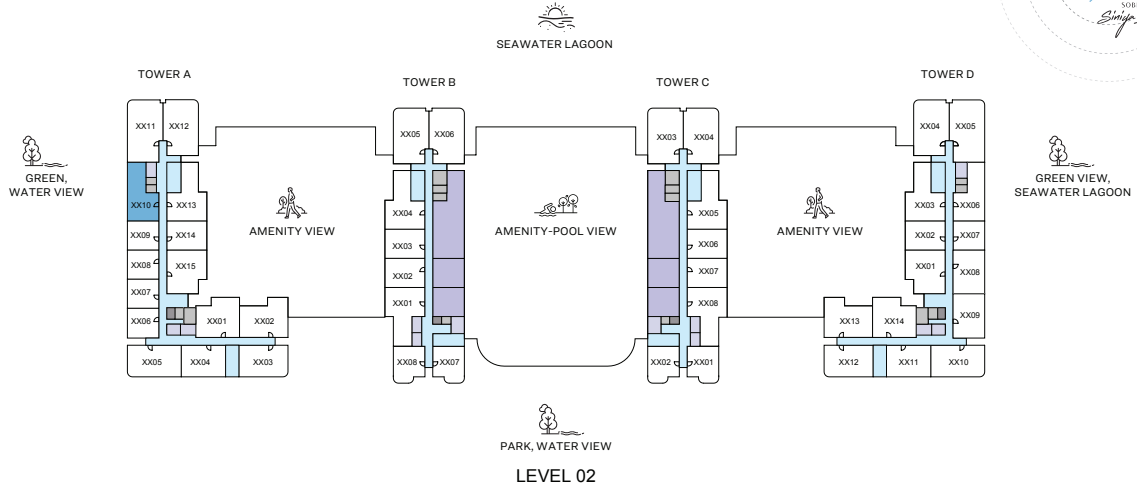 SOB
Siniya
SEAWATER LAGOON
TOWER A
TOWER B
TOWER C
TOWER D
XX11 XX12
XX05 XX06
XX03 XX04
XX04 XX05
GREEN,
WATER VIEW
GREEN VIEW,
SEAWATER LAGOON
XX10 XX13
XX04
XX05
XX03 XX06
AMENITY VIEW
AMENITY-POOL VIEW
AMENITY VIEW
XX09 XX14
XX03
XX06
XX02 XX07
XX08 XX15
XX02
XX07
XX01 XX08
XX07
XX01
XX08
XX06 XX01 XX02
XX13 XX14 XX09
XX05 XX04 XX03
XX08 XX07
XX02 XX01
XX12 XX11 XX10
PARK, WATER VIEW
LEVEL 02